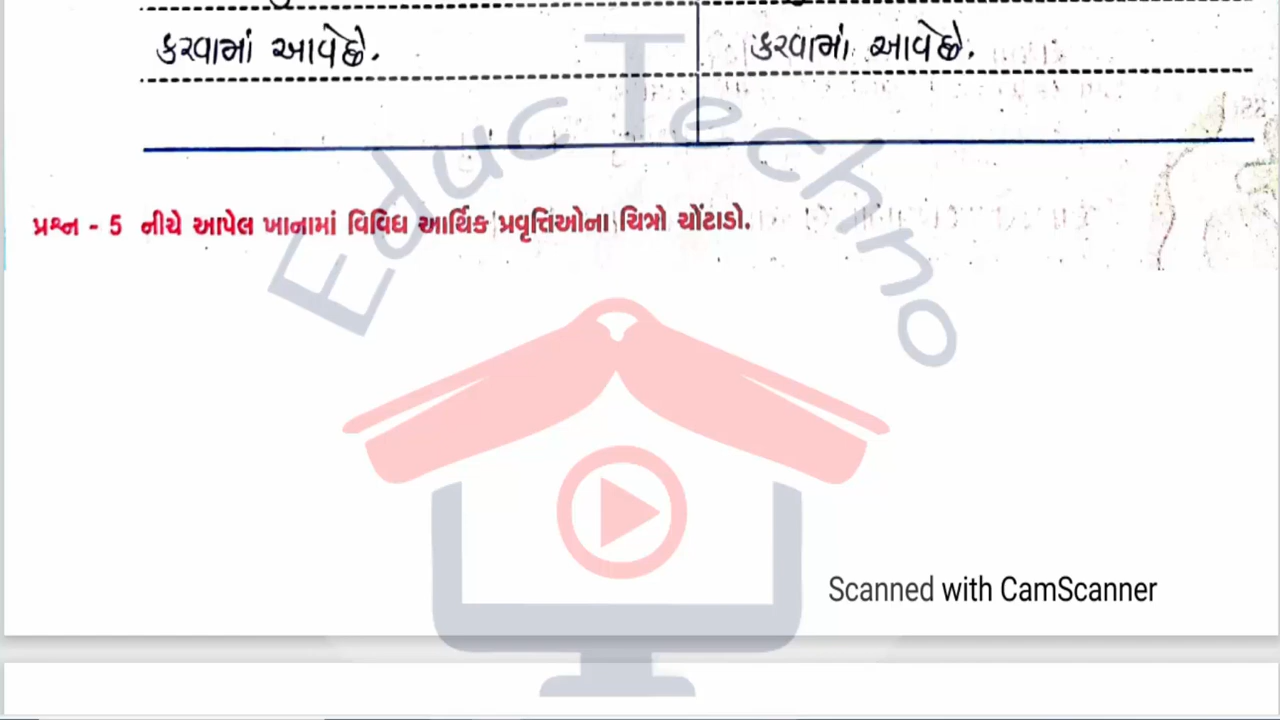 કરવામાં આવેછે.
કરવામાં આવેછે.
EducTechno
પ્રશ્ન - 5 નીચે આપેલ ખાનામાં વિવિધ આર્થિક પ્રવૃત્તિઓના ચિત્રો ચોંટાડો.
Scanned with CamScanner